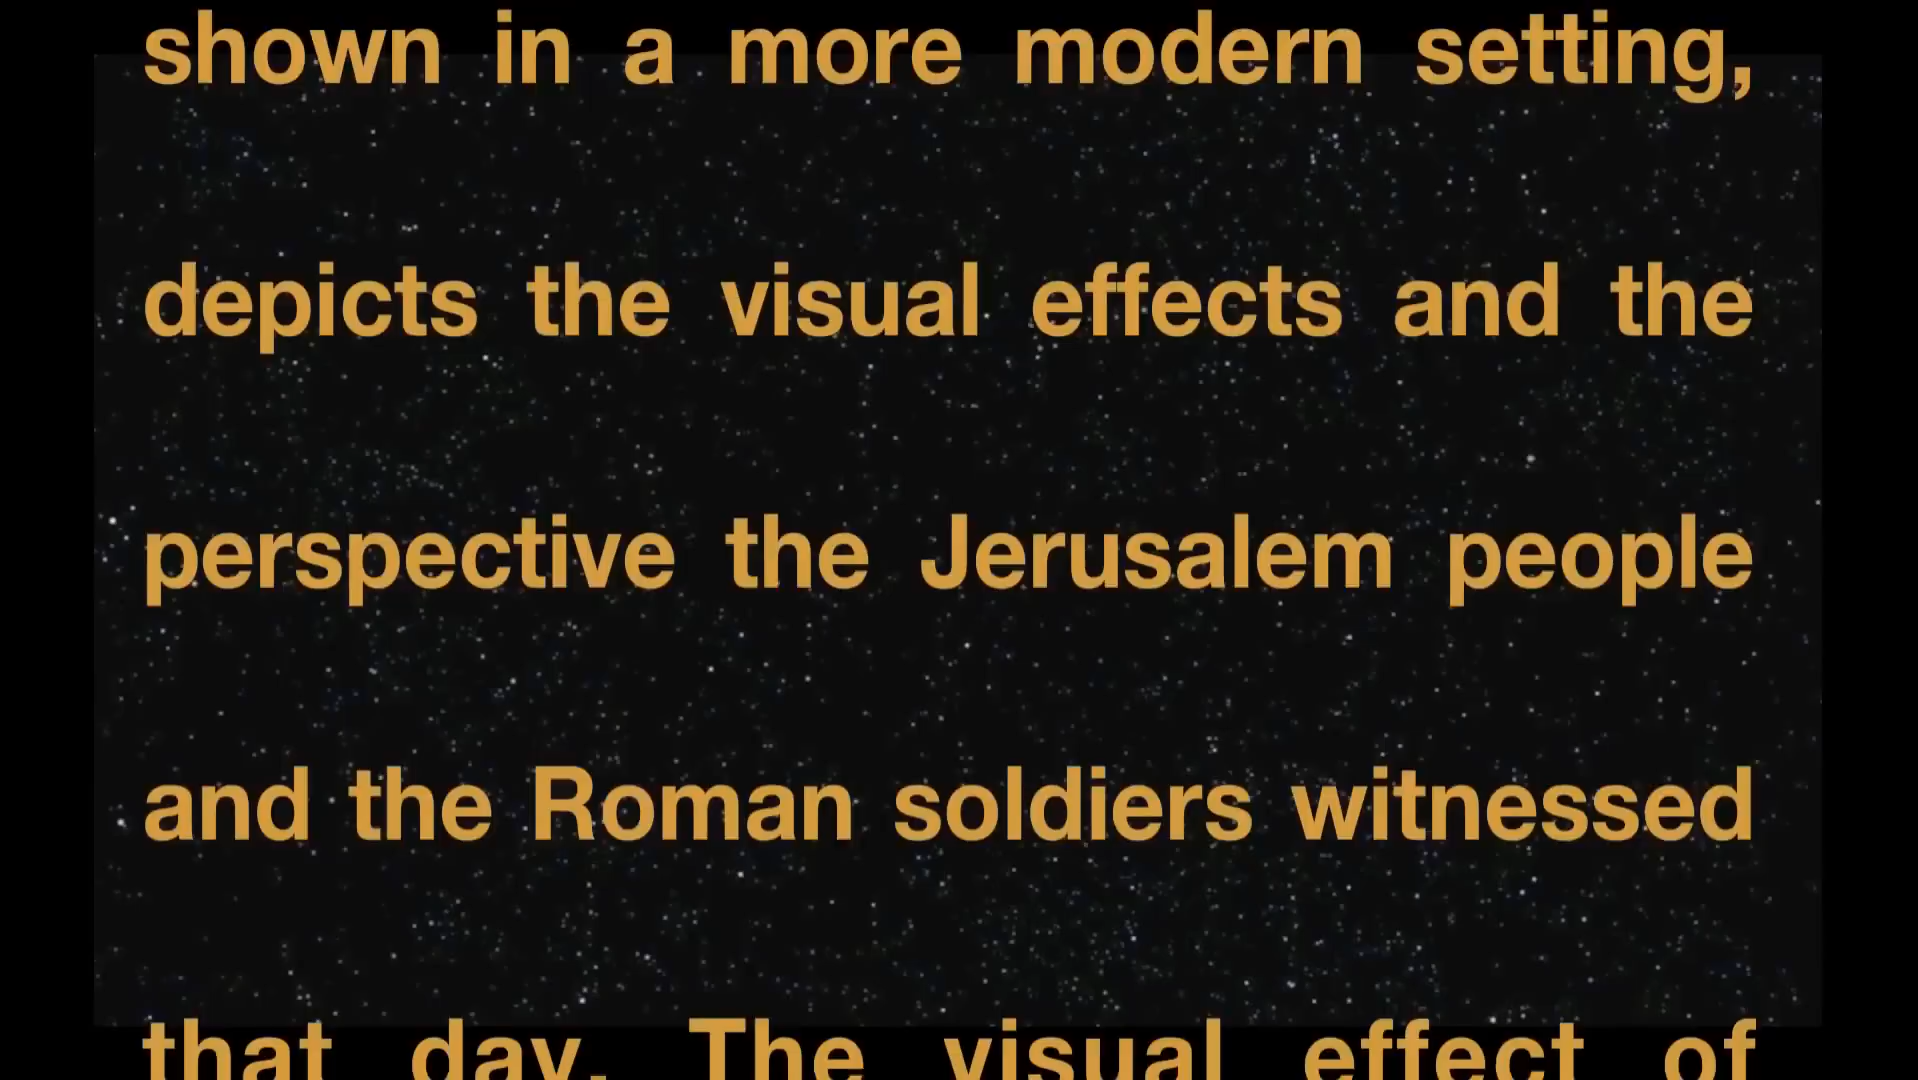 shown in a more modern setting,
depicts the visual effects and the
perspective the Jerusalem people
and the Roman soldiers witnessed
that day. The visual effect of